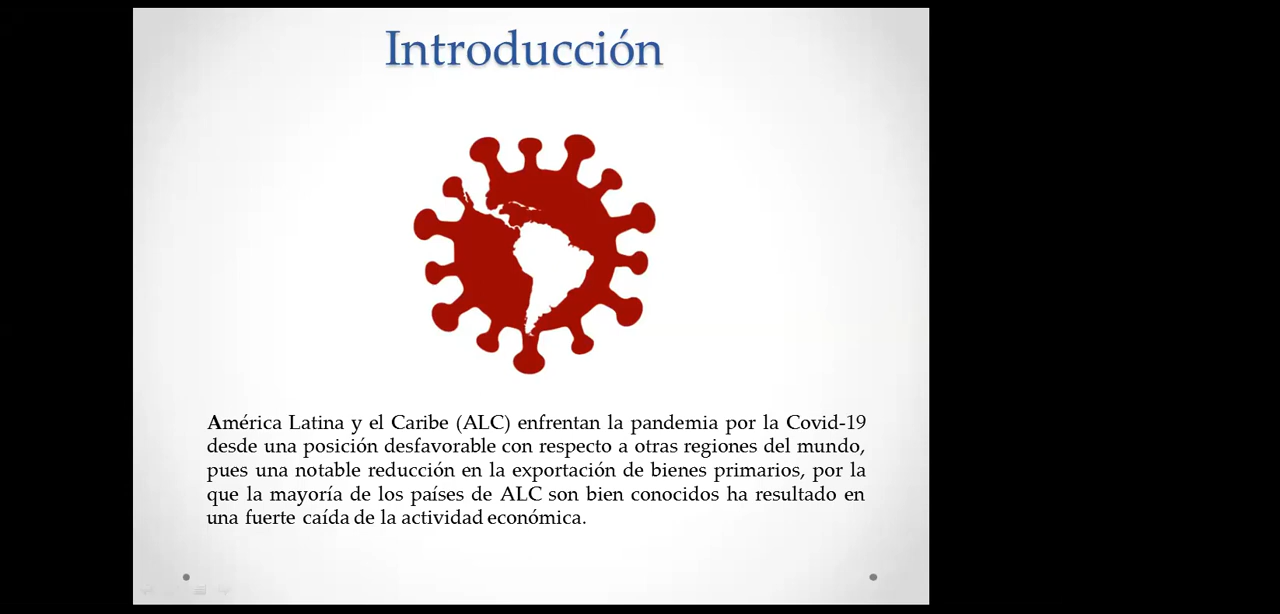 Introducción
América Latina y el Caribe (ALC) enfrentan la pandemia por la Covid-19
desde una posición desfavorable con respecto a otras regiones del mundo,
pues una notable reducción en la exportación de bienes primarios, por la
que la mayoría de los países de ALC son bien conocidos ha resultado en
una fuerte caída de la actividad económica.